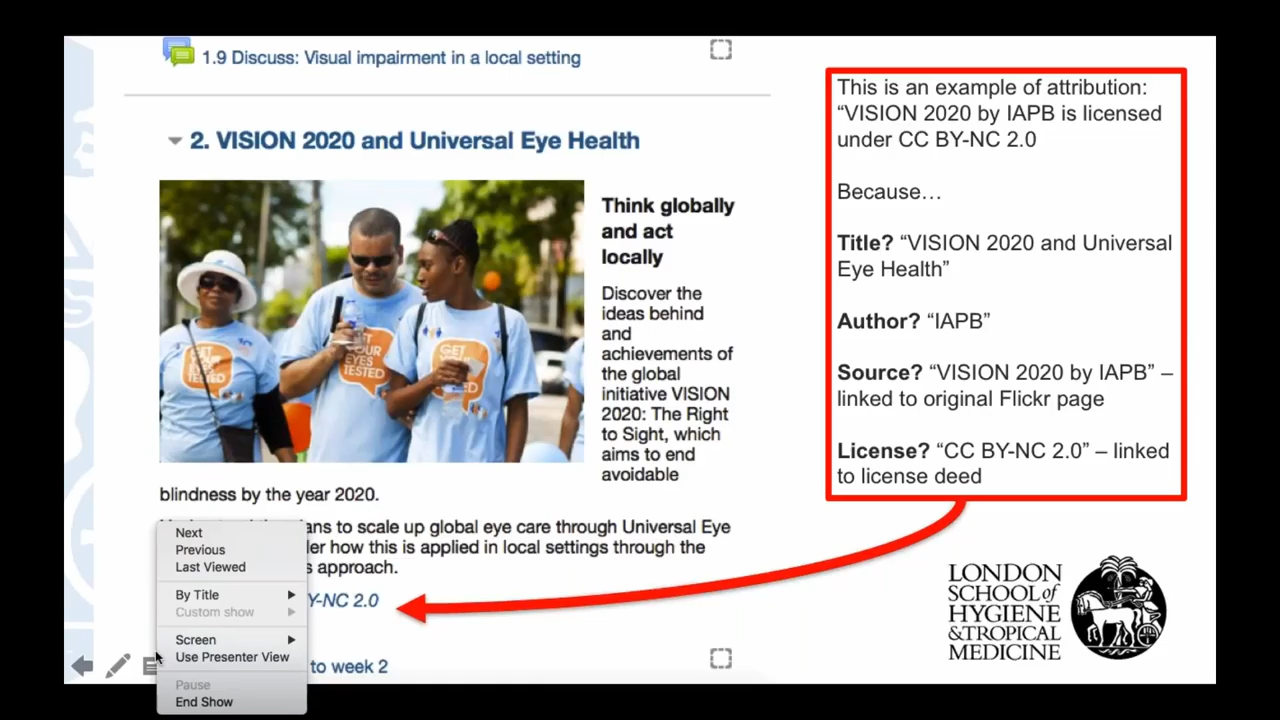 1.9 Discuss: Visual impairment in a local setting
2. VISION 2020 and Universal Eye Health
GET
YOUR
EYES
TESTED
GET
Think globally
and act
locally
Discover the
ideas behind
and
achievements of
the global
initiative VISION
2020: The Right
to Sight, which
aims to end
avoidable
blindness by the year 2020.
ans to scale up global eye care through Universal Eye
er how this is applied in local settings through the
s approach.
Y-NC 2.0
to week 2
Next
Previous
Last Viewed
By Title
Custom show
Screen
Use Presenter View
Pause
End Show
This is an example of attribution:
“VISION 2020 by IAPB is licensed
under CC BY-NC 2.0
Because…
Title? “VISION 2020 and Universal
Eye Health”
Author? “IAPB”
Source? “VISION 2020 by IAPB” –
linked to original Flickr page
License? “CC BY-NC 2.0” – linked
to license deed
LONDON
SCHOOL of
HYGIENE
&TROPICAL
MEDICINE